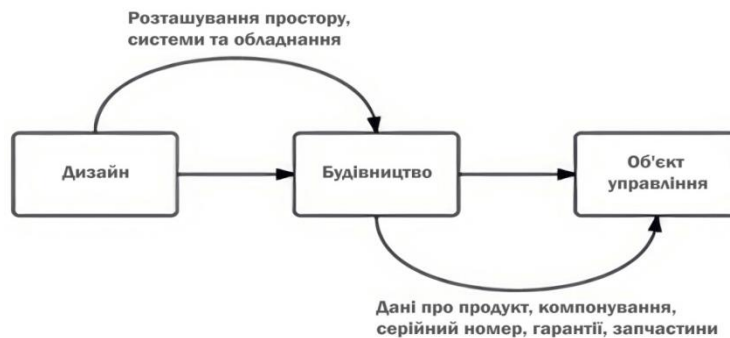 Розташування простору,
системи та обладнання
Дизайн
Будівництво
Об'єкт
управління
Дані про продукт, компонування,
серійний номер, гарантії, запчастини